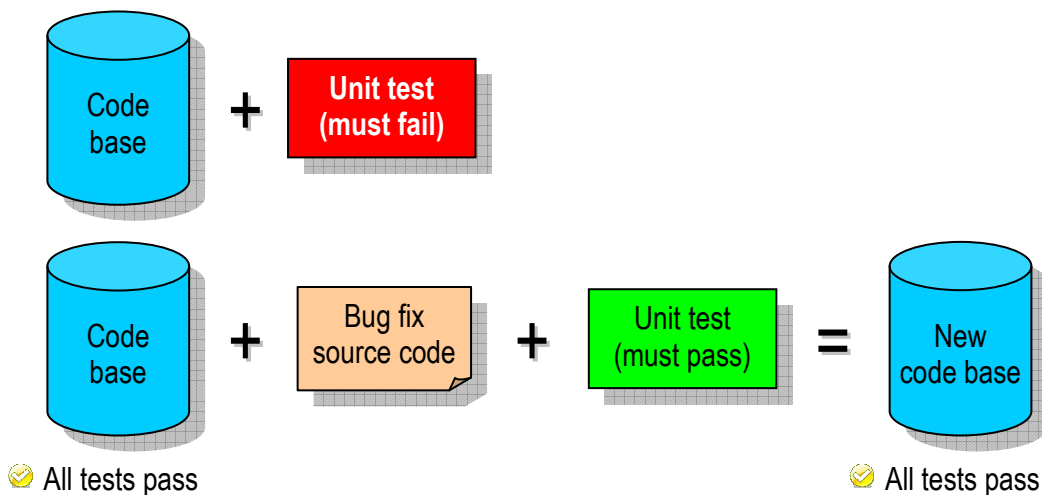 Code
base
+
Unit test
(must fail)
Code
base
+
Bug fix
source code
+
Unit test
(must pass)
=
New
code base
All tests pass
All tests pass